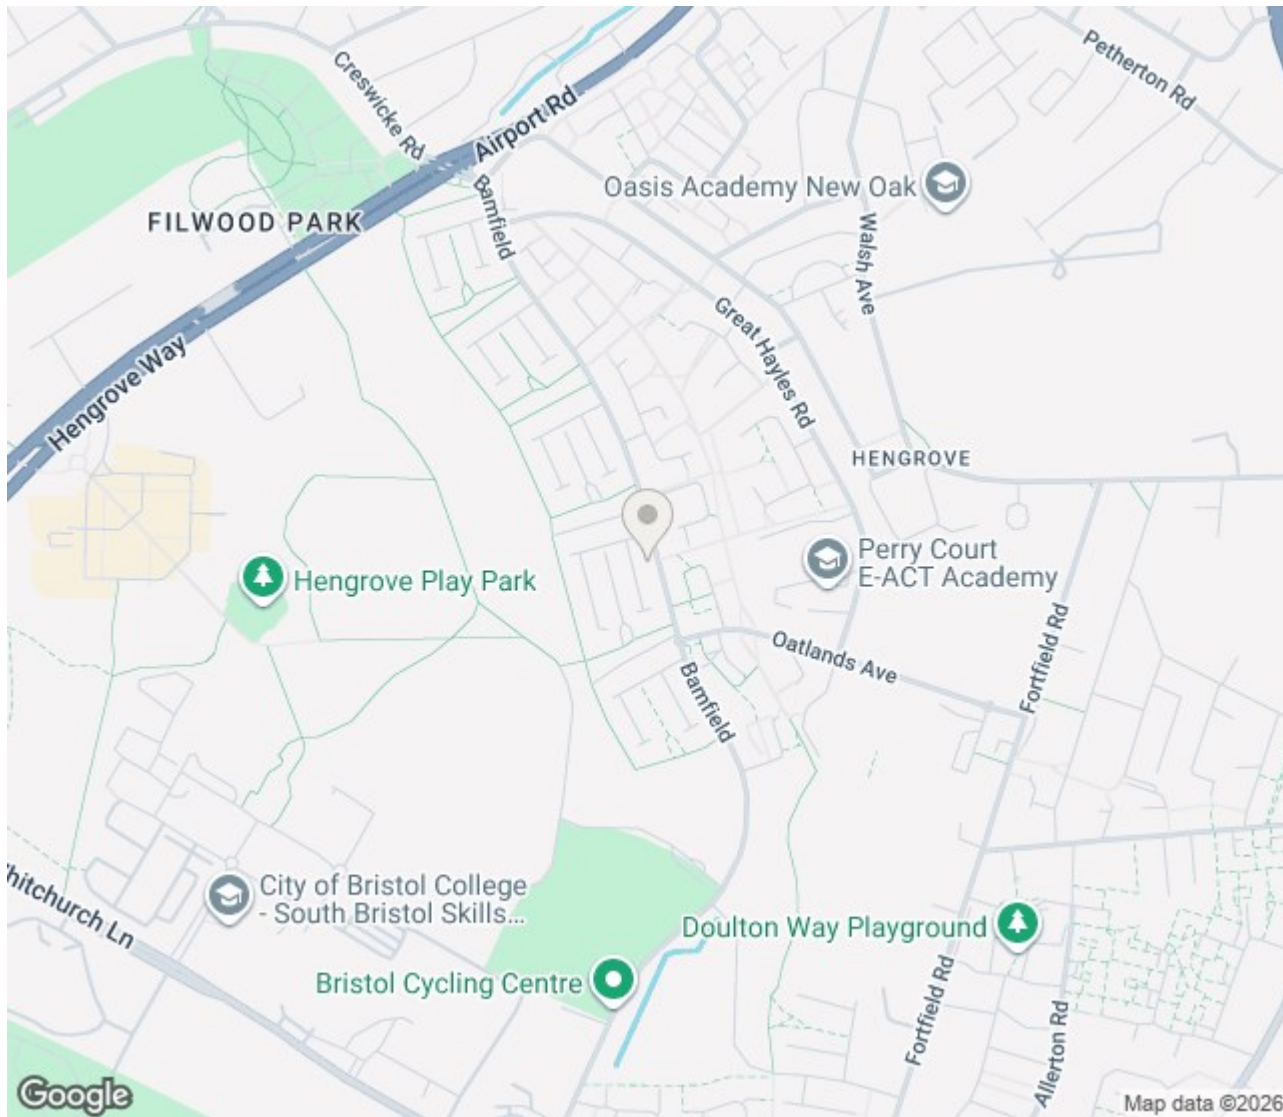 Creswicke Rd
Airport Rd
Petherton Rd
Oasis Academy New Oak
Bamfield
FILWOOD PARK
Walsh Ave
Great Hayles Rd
Hengrove Way
HENGROVE
Perry Court
E-ACT Academy
Hengrove Play Park
Oatlands Ave
Fortfield Rd
Bamfield
City of Bristol College
- South Bristol Skills...
hitchurch Ln
Doulton Way Playground
Bristol Cycling Centre
Fortfield Rd
Allerton Rd
Google
Map data ©2026